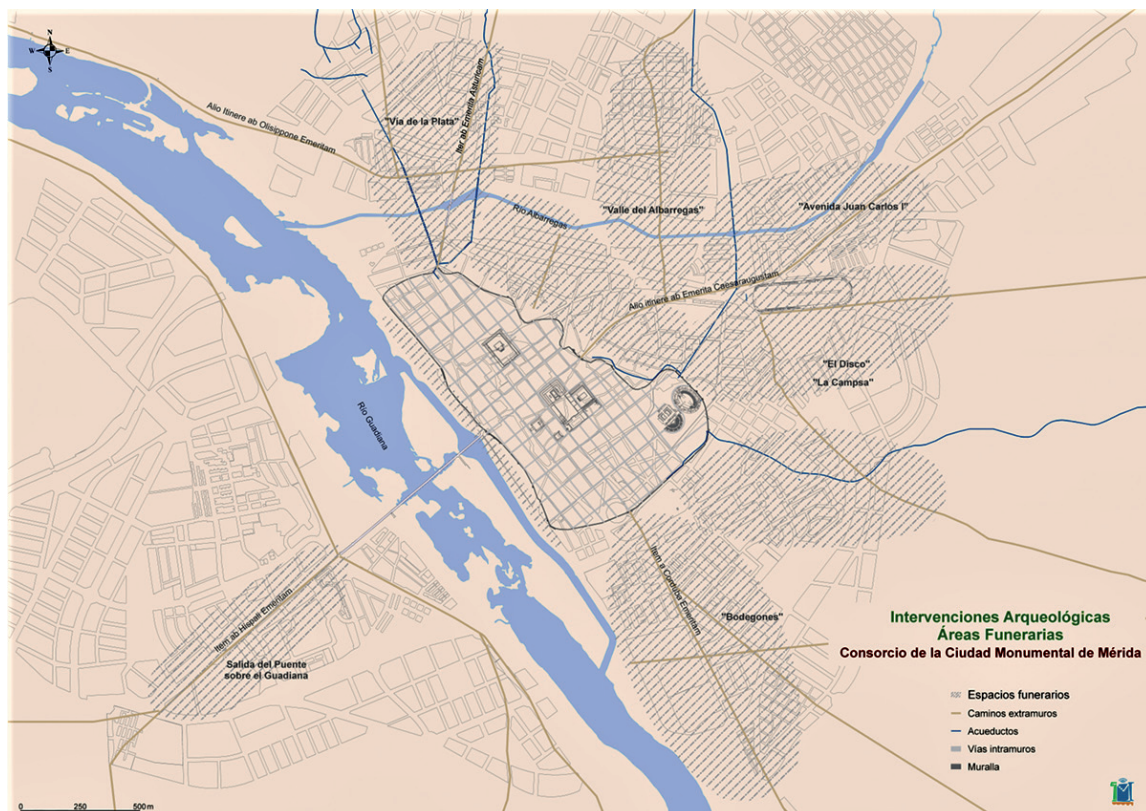 N
W E
S
Alio Itinere ab Olisippone Emeritam
"Vía de la Plata"
Iter ab Emerita Asturicam
Río Albarregas
"Valle del Albarregas"
"Avenida Juan Carlos I"
Alio itinere ab Emerita Caesaraugustam
"El Disco"
"La Campsa"
Río Guadiana
Item ab Hispali Emeritam
Salida del Puente
sobre el Guadiana
Item a Corduba Emeritam
"Bodegones"
Intervenciones Arqueológicas
Áreas Funerarias
Consorcio de la Ciudad Monumental de Mérida
Espacios funerarios
Caminos extramuros
Acueductos
Vías intramuros
Muralla
0 250 500 m